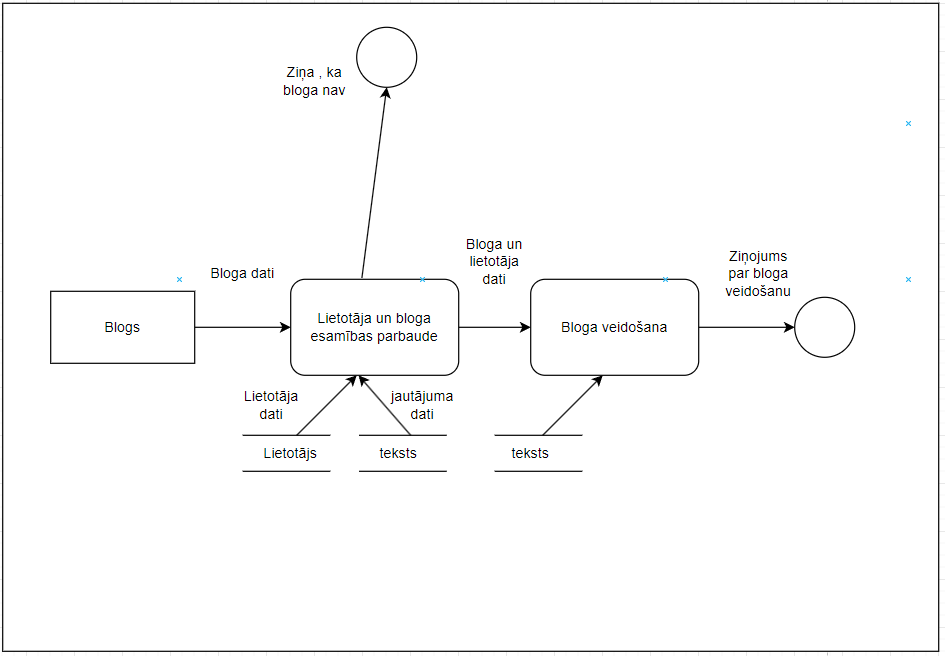 Ziņa , ka
bloga nav
Bloga dati
Bloga un
lietotāja
dati
Ziņojums
par bloga
veidošanu
Blogs
Lietotāja un bloga
esamības parbaude
Bloga veidošana
Lietotāja
dati
jautājuma
dati
Lietotājs
teksts
teksts